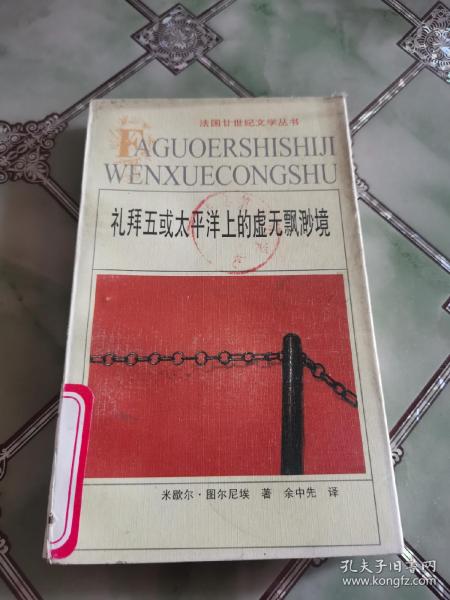 法国廿世纪文学丛书
FAGUOERSHISHIJI
WENXUECONGSHU
礼拜五或太平洋上的虚无飘渺境
米歇尔·图尔尼埃 著 余中先 译
孔夫子旧书网
www.kongfz.com